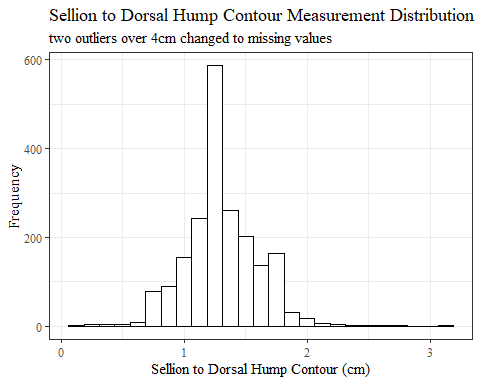 Sellion to Dorsal Hump Contour Measurement Distribution
two outliers over 4cm changed to missing values
Frequency
600
400
200
0
0 1 2 3
Sellion to Dorsal Hump Contour (cm)